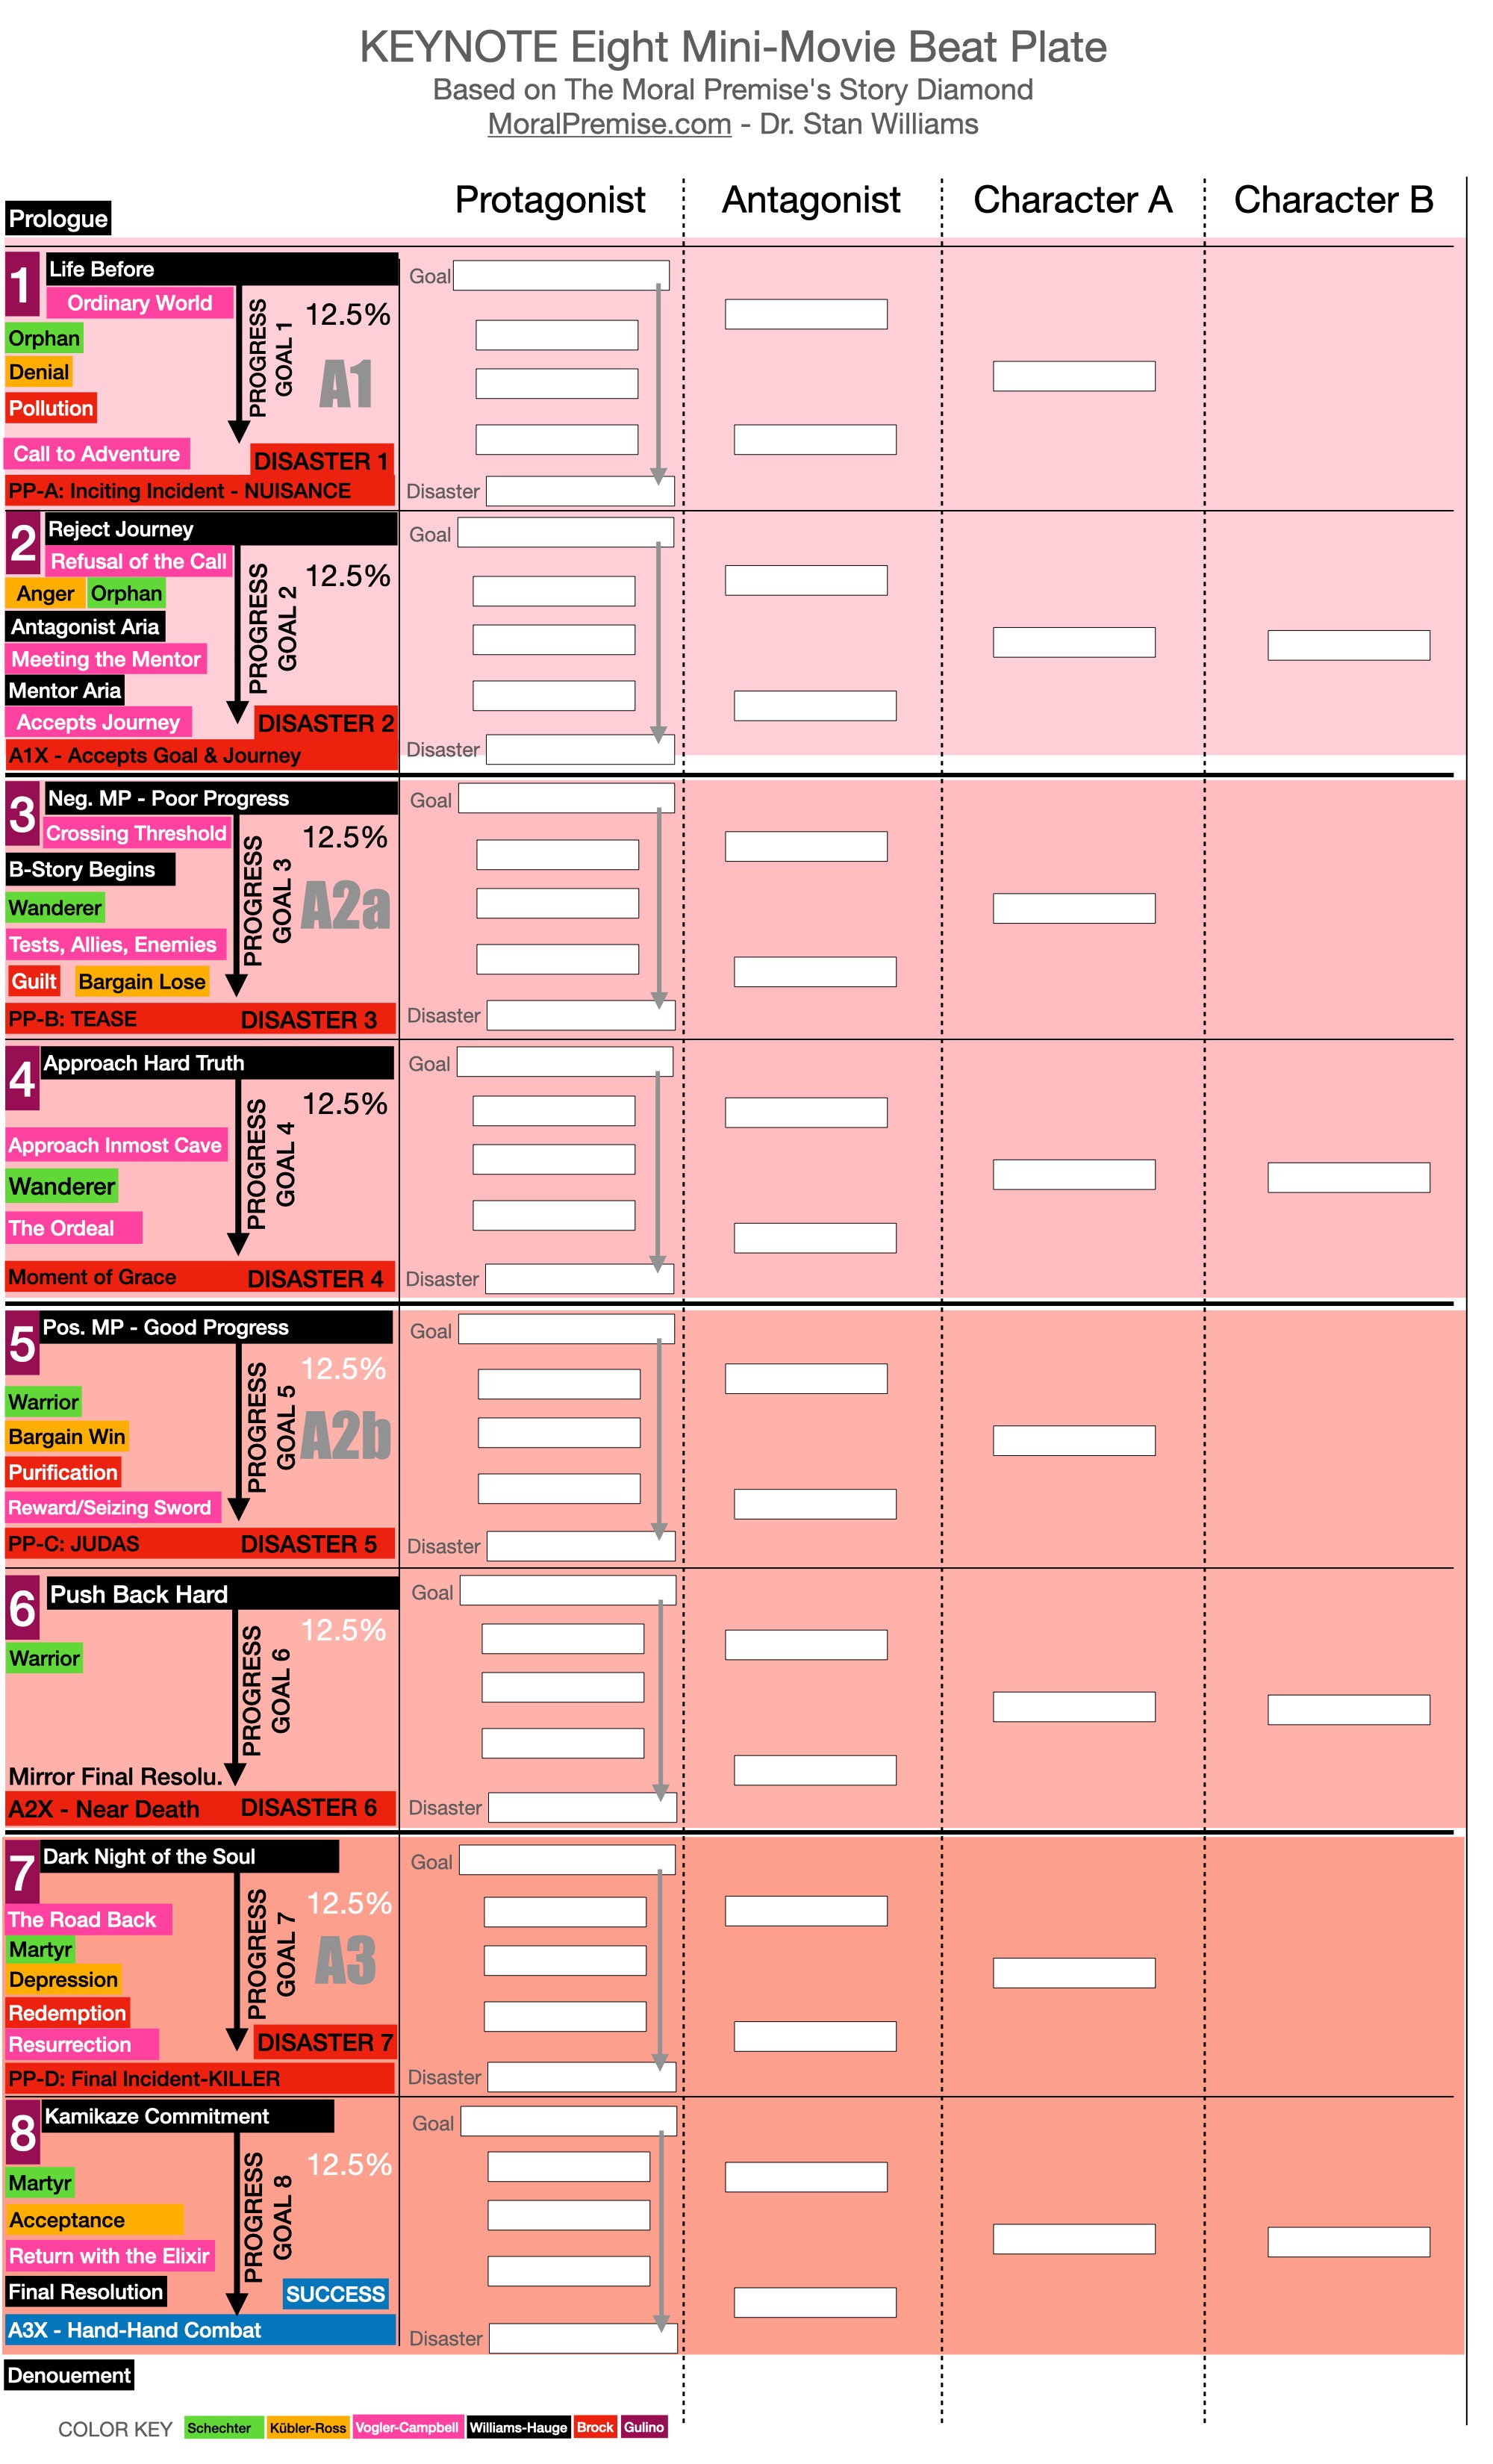 KEYNOTE Eight Mini-Movie Beat Plate
Based on The Moral Premise's Story Diamond
MoralPremise.com - Dr. Stan Williams
Protagonist Antagonist Character A Character B
Prologue
1 Life Before
Ordinary World
Orphan
Denial
Pollution
Call to Adventure
PROGRESS
GOAL 1
12.5%
A1
DISASTER 1
PP-A: Inciting Incident - NUISANCE
Goal
Disaster
2 Reject Journey
Refusal of the Call
Anger Orphan
Antagonist Aria
Meeting the Mentor
Mentor Aria
Accepts Journey
PROGRESS
GOAL 2
12.5%
DISASTER 2
A1X - Accepts Goal & Journey
Goal
Disaster
3 Neg. MP - Poor Progress
Crossing Threshold
B-Story Begins
Wanderer
Tests, Allies, Enemies
Guilt Bargain Lose
PROGRESS
GOAL 3
12.5%
A2a
PP-B: TEASE DISASTER 3
Goal
Disaster
4 Approach Hard Truth
Approach Inmost Cave
Wanderer
The Ordeal
PROGRESS
GOAL 4
12.5%
Moment of Grace DISASTER 4
Goal
Disaster
5 Pos. MP - Good Progress
Warrior
Bargain Win
Purification
Reward/Seizing Sword
PROGRESS
GOAL 5
12.5%
A2b
PP-C: JUDAS DISASTER 5
Goal
Disaster
6 Push Back Hard
Warrior
PROGRESS
GOAL 6
12.5%
Mirror Final Resolu.
A2X - Near Death DISASTER 6
Goal
Disaster
7 Dark Night of the Soul
The Road Back
Martyr
Depression
Redemption
Resurrection
PROGRESS
GOAL 7
12.5%
A3
DISASTER 7
PP-D: Final Incident-KILLER
Goal
Disaster
8 Kamikaze Commitment
Martyr
Acceptance
Return with the Elixir
Final Resolution
PROGRESS
GOAL 8
12.5%
SUCCESS
A3X - Hand-Hand Combat
Goal
Disaster
Denouement
COLOR KEY Schechter Kübler-Ross Vogler-Campbell Williams-Hauge Brock Gulino